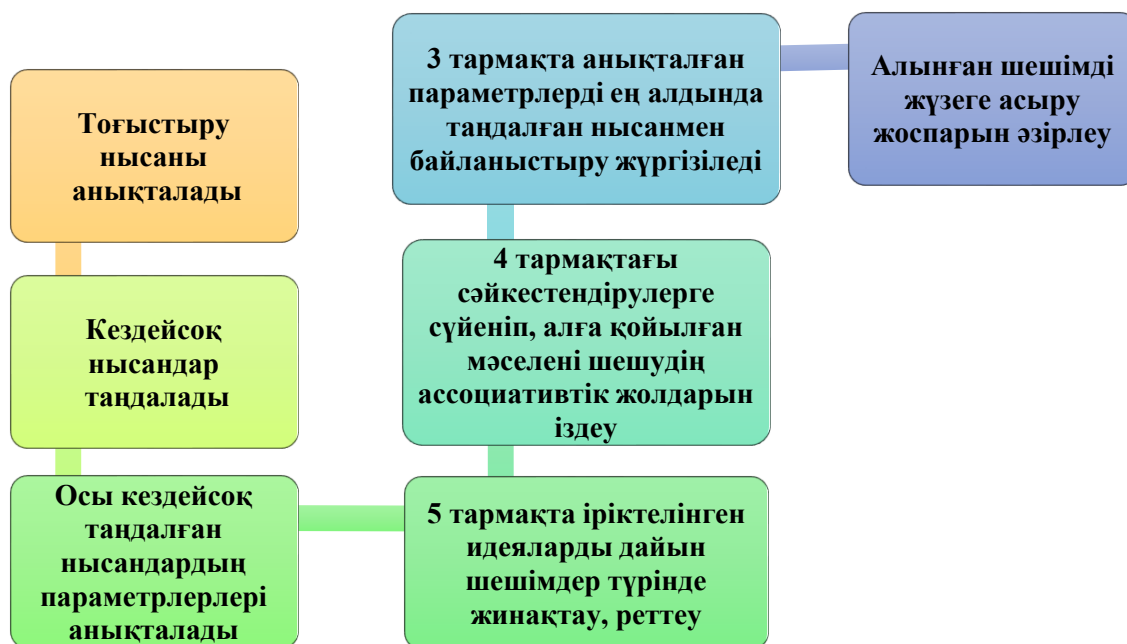 Тоғыстыру
нысаны
анықталады
Кездейсоқ
нысандар
таңдалады
Осы кездейсоқ
таңдалған
нысандардың
параметрлерлері
анықталады
5 тармақта іріктелінген
идеяларды дайын
шешімдер түрінде
жинақтау, реттеу
4 тармақтағы
сәйкестендірулерге
сүйеніп, алға қойылған
мәселені шешудің
ассоциативтік жолдарын
іздеу
3 тармақта анықталған
параметрлерді ең алдында
таңдалған нысанмен
байланыстыру жүргізіледі
Алынған шешімді
жүзеге асыру
жоспарын әзірлеу